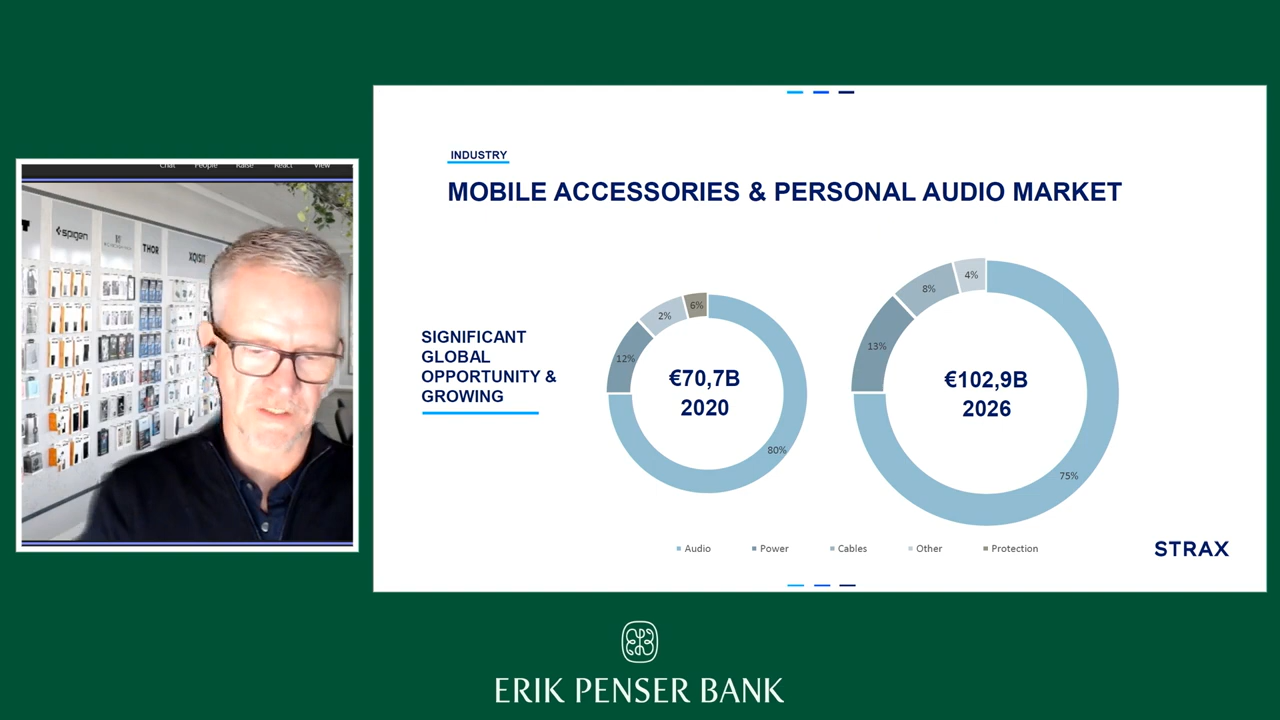 Chat People Raise React View
spigen
THOR
XQISIT
INDUSTRY
MOBILE ACCESSORIES & PERSONAL AUDIO MARKET
SIGNIFICANT
GLOBAL
OPPORTUNITY &
GROWING
12%
2%
6%
80%
€70,7B
2020
13%
8%
4%
75%
€102,9B
2026
Audio Power Cables Other Protection
STRAX
ERIK PENSER BANK